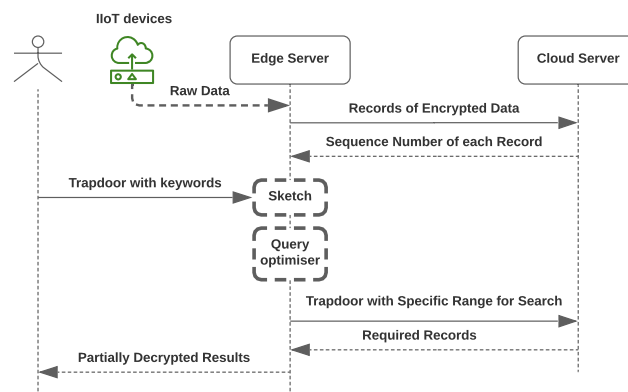 IIoT devices
Edge Server
Cloud Server
Raw Data
Records of Encrypted Data
Sequence Number of each Record
Trapdoor with keywords
Sketch
Query
optimiser
Trapdoor with Specific Range for Search
Required Records
Partially Decrypted Results